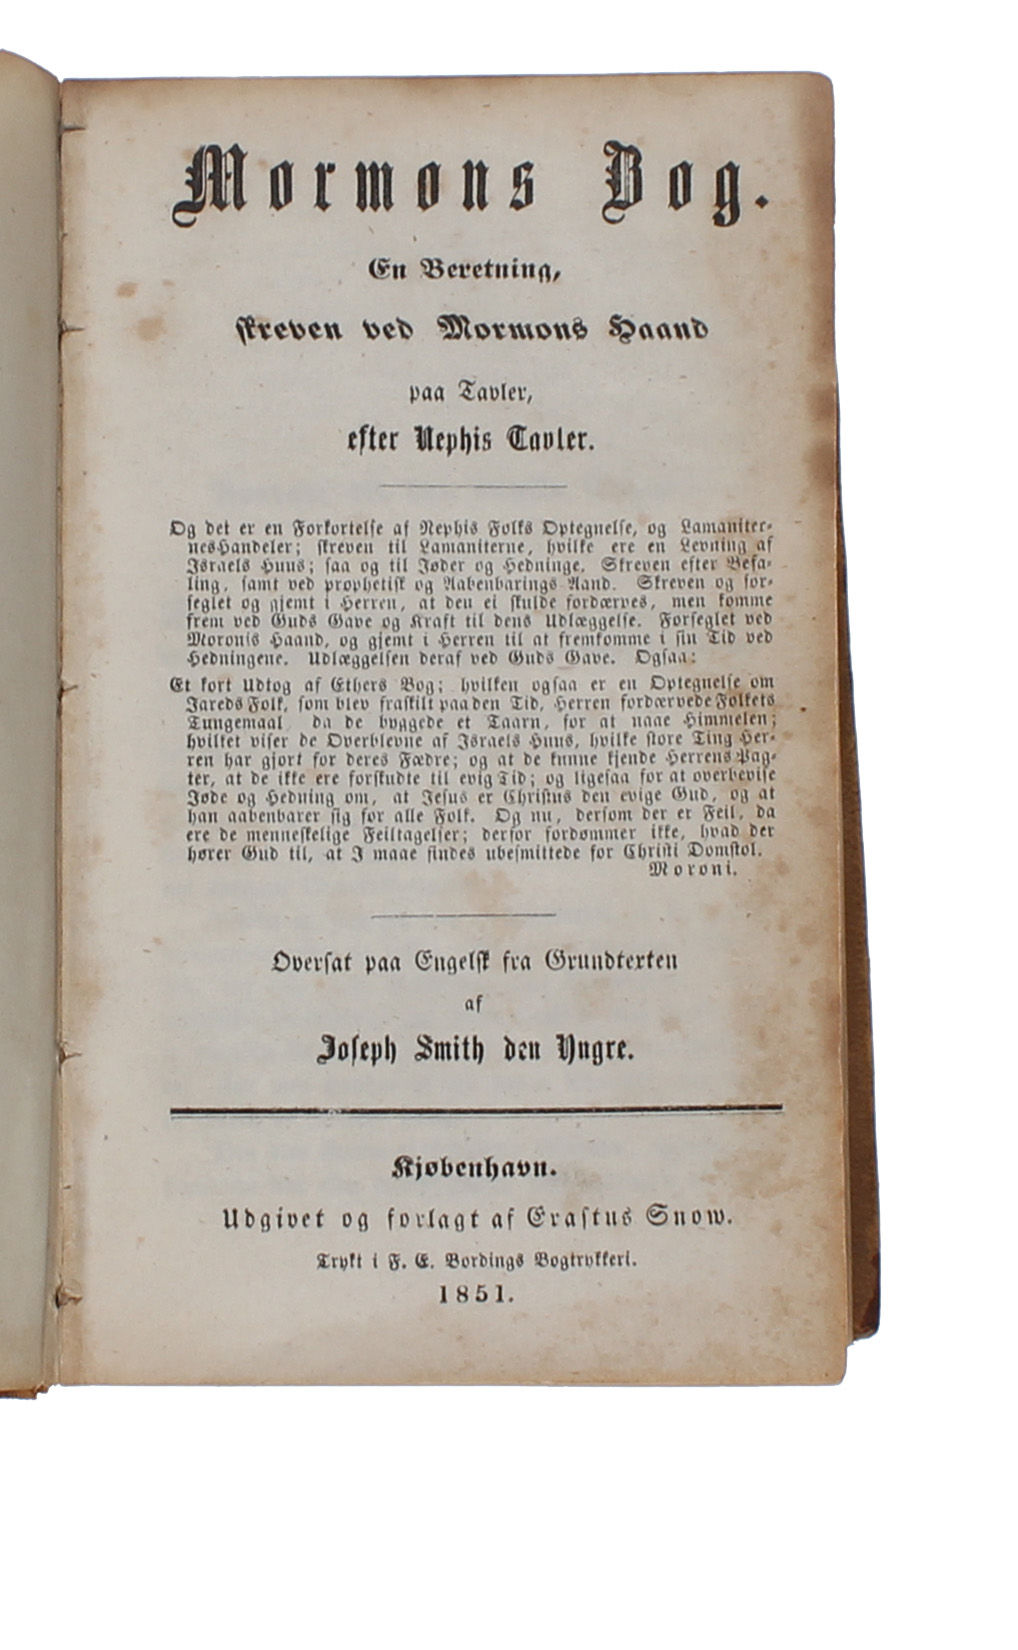 Mormons Bog.
En Beretning,
skreven ved Mormons Haand
paa Tavler,
efter Nephis Tavler.
Og det er en Forkortelse af Nephis Folks Optegnelse, og Lamaniter-
nes Handeler; skreven til Lamaniterne, hvilke ere en Levning af
Israels Huus; saa og til Jøder og Hedninge. Skreven efter Befa-
ling, samt ved prophetisk og Aabenbarings Aand. Skreven og for-
seglet og gjemt i Herren, at den ei skulde fordærves, men komme
frem ved Guds Gave og Kraft til dens Udlæggelse. Forseglet ved
Moronis Haand, og gjemt i Herren til at fremkomme i sin Tid ved
Hedningene. Udlæggelsen deraf ved Guds Gave. Ogsaa:
Et kort Udtog af Ethers Bog; hvilken ogsaa er en Optegnelse om
Jareds Folk, som blev fraskilt paa den Tid, Herren fordærvede Folkets
Tungemaal da de byggede et Taarn, for at naae Himmelen;
hvilket viser de Overblevne af Israels Huus, hvilke store Ting Her-
ren har gjort for deres Fædre; og at de kunne kjende Herrens Pag-
ter, at de ikke ere forskudte til evig Tid; og ligesaa for at overbevise
Jøde og Hedning om, at Jesus er Christus den evige Gud, og at
han aabenbarer sig for alle Folk. Og nu, dersom der er Feil, da
ere de menneskelige Feiltagelser; derfor fordømmer ikke, hvad der
hører Gud til, at I maae findes ubesmittede for Christi Domstol.
Moroni.
Oversat paa Engelsk fra Grundtexten
af
Joseph Smith den Yngre.
Kjøbenhavn.
Udgivet og forlagt af Erastus Snow.
Trykt i F. E. Bordings Bogtrykkeri.
1851.